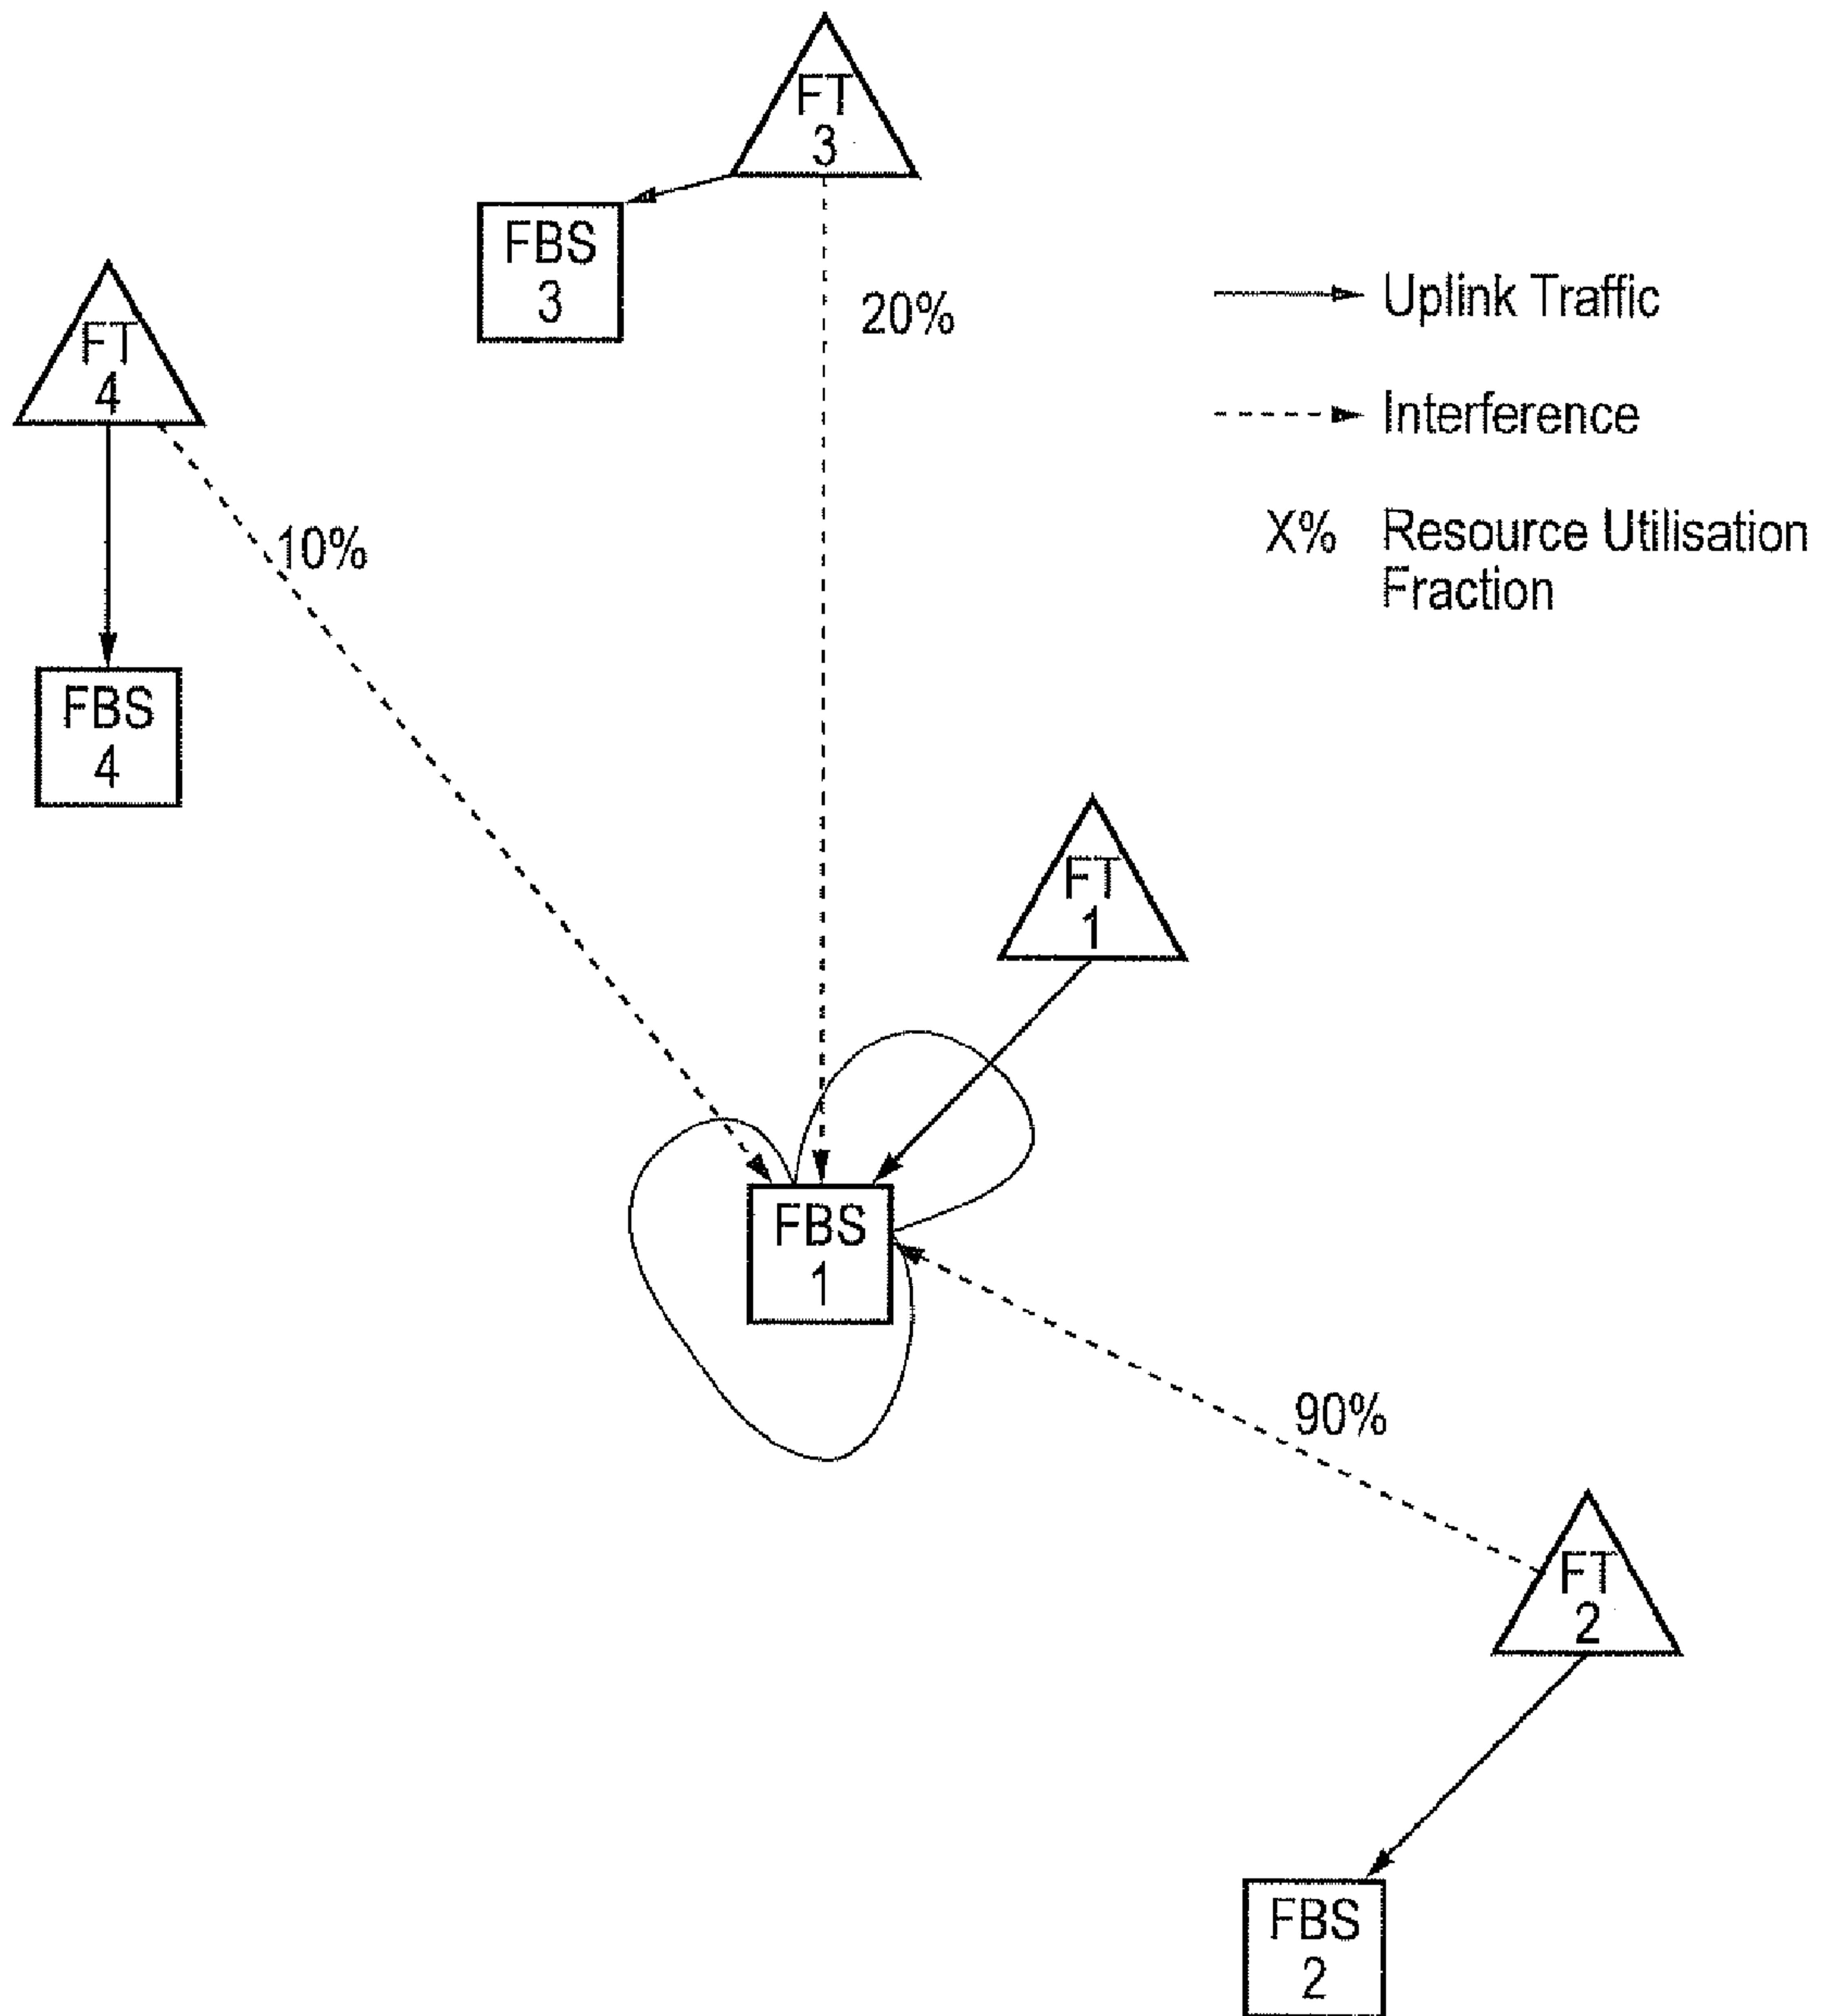 FT
3
FBS
3
20%
Uplink Traffic
FT
4
Interference
10%
X% Resource Utilisation
Fraction
FBS
4
FT
1
FBS
1
90%
FT
2
FBS
2